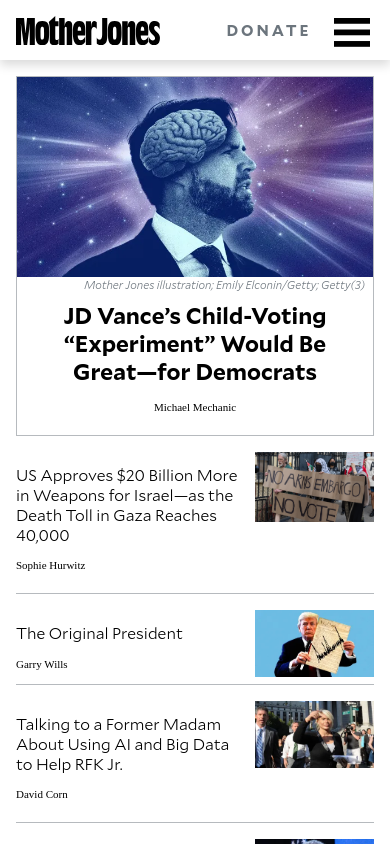 Mother Jones
DONATE
Mother Jones illustration; Emily Elconin/Getty; Getty(3)
JD Vance’s Child-Voting
“Experiment” Would Be
Great—for Democrats
Michael Mechanic
US Approves $20 Billion More
in Weapons for Israel—as the
Death Toll in Gaza Reaches
40,000
NO ARMS EMBARGO
NO VOTE
Sophie Hurwitz
The Original President
Garry Wills
Talking to a Former Madam
About Using AI and Big Data
to Help RFK Jr.
David Corn